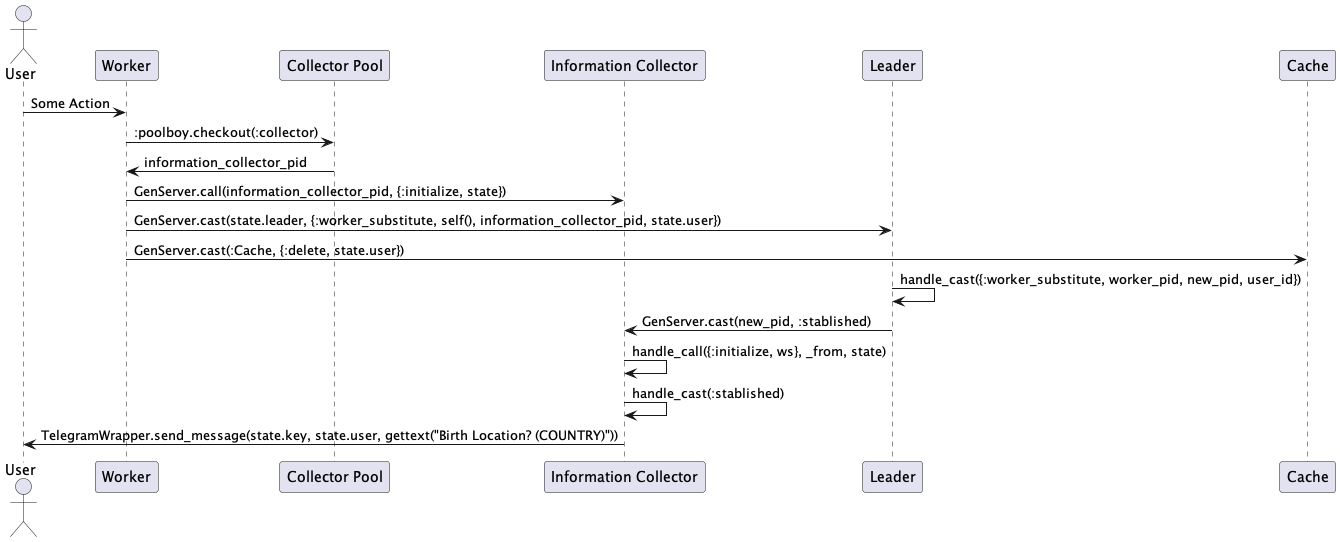 User
Worker
Collector Pool
Information Collector
Leader
Cache
Some Action
:poolboy.checkout(:collector)
information_collector_pid
GenServer.call(information_collector_pid, {:initialize, state})
GenServer.cast(state.leader, {:worker_substitute, self(), information_collector_pid, state.user})
GenServer.cast(:Cache, {:delete, state.user})
handle_cast({:worker_substitute, worker_pid, new_pid, user_id})
GenServer.cast(new_pid, :stablished)
handle_call({:initialize, ws}, _from, state)
handle_cast(:stablished)
TelegramWrapper.send_message(state.key, state.user, gettext("Birth Location? (COUNTRY)"))
User
Worker
Collector Pool
Information Collector
Leader
Cache